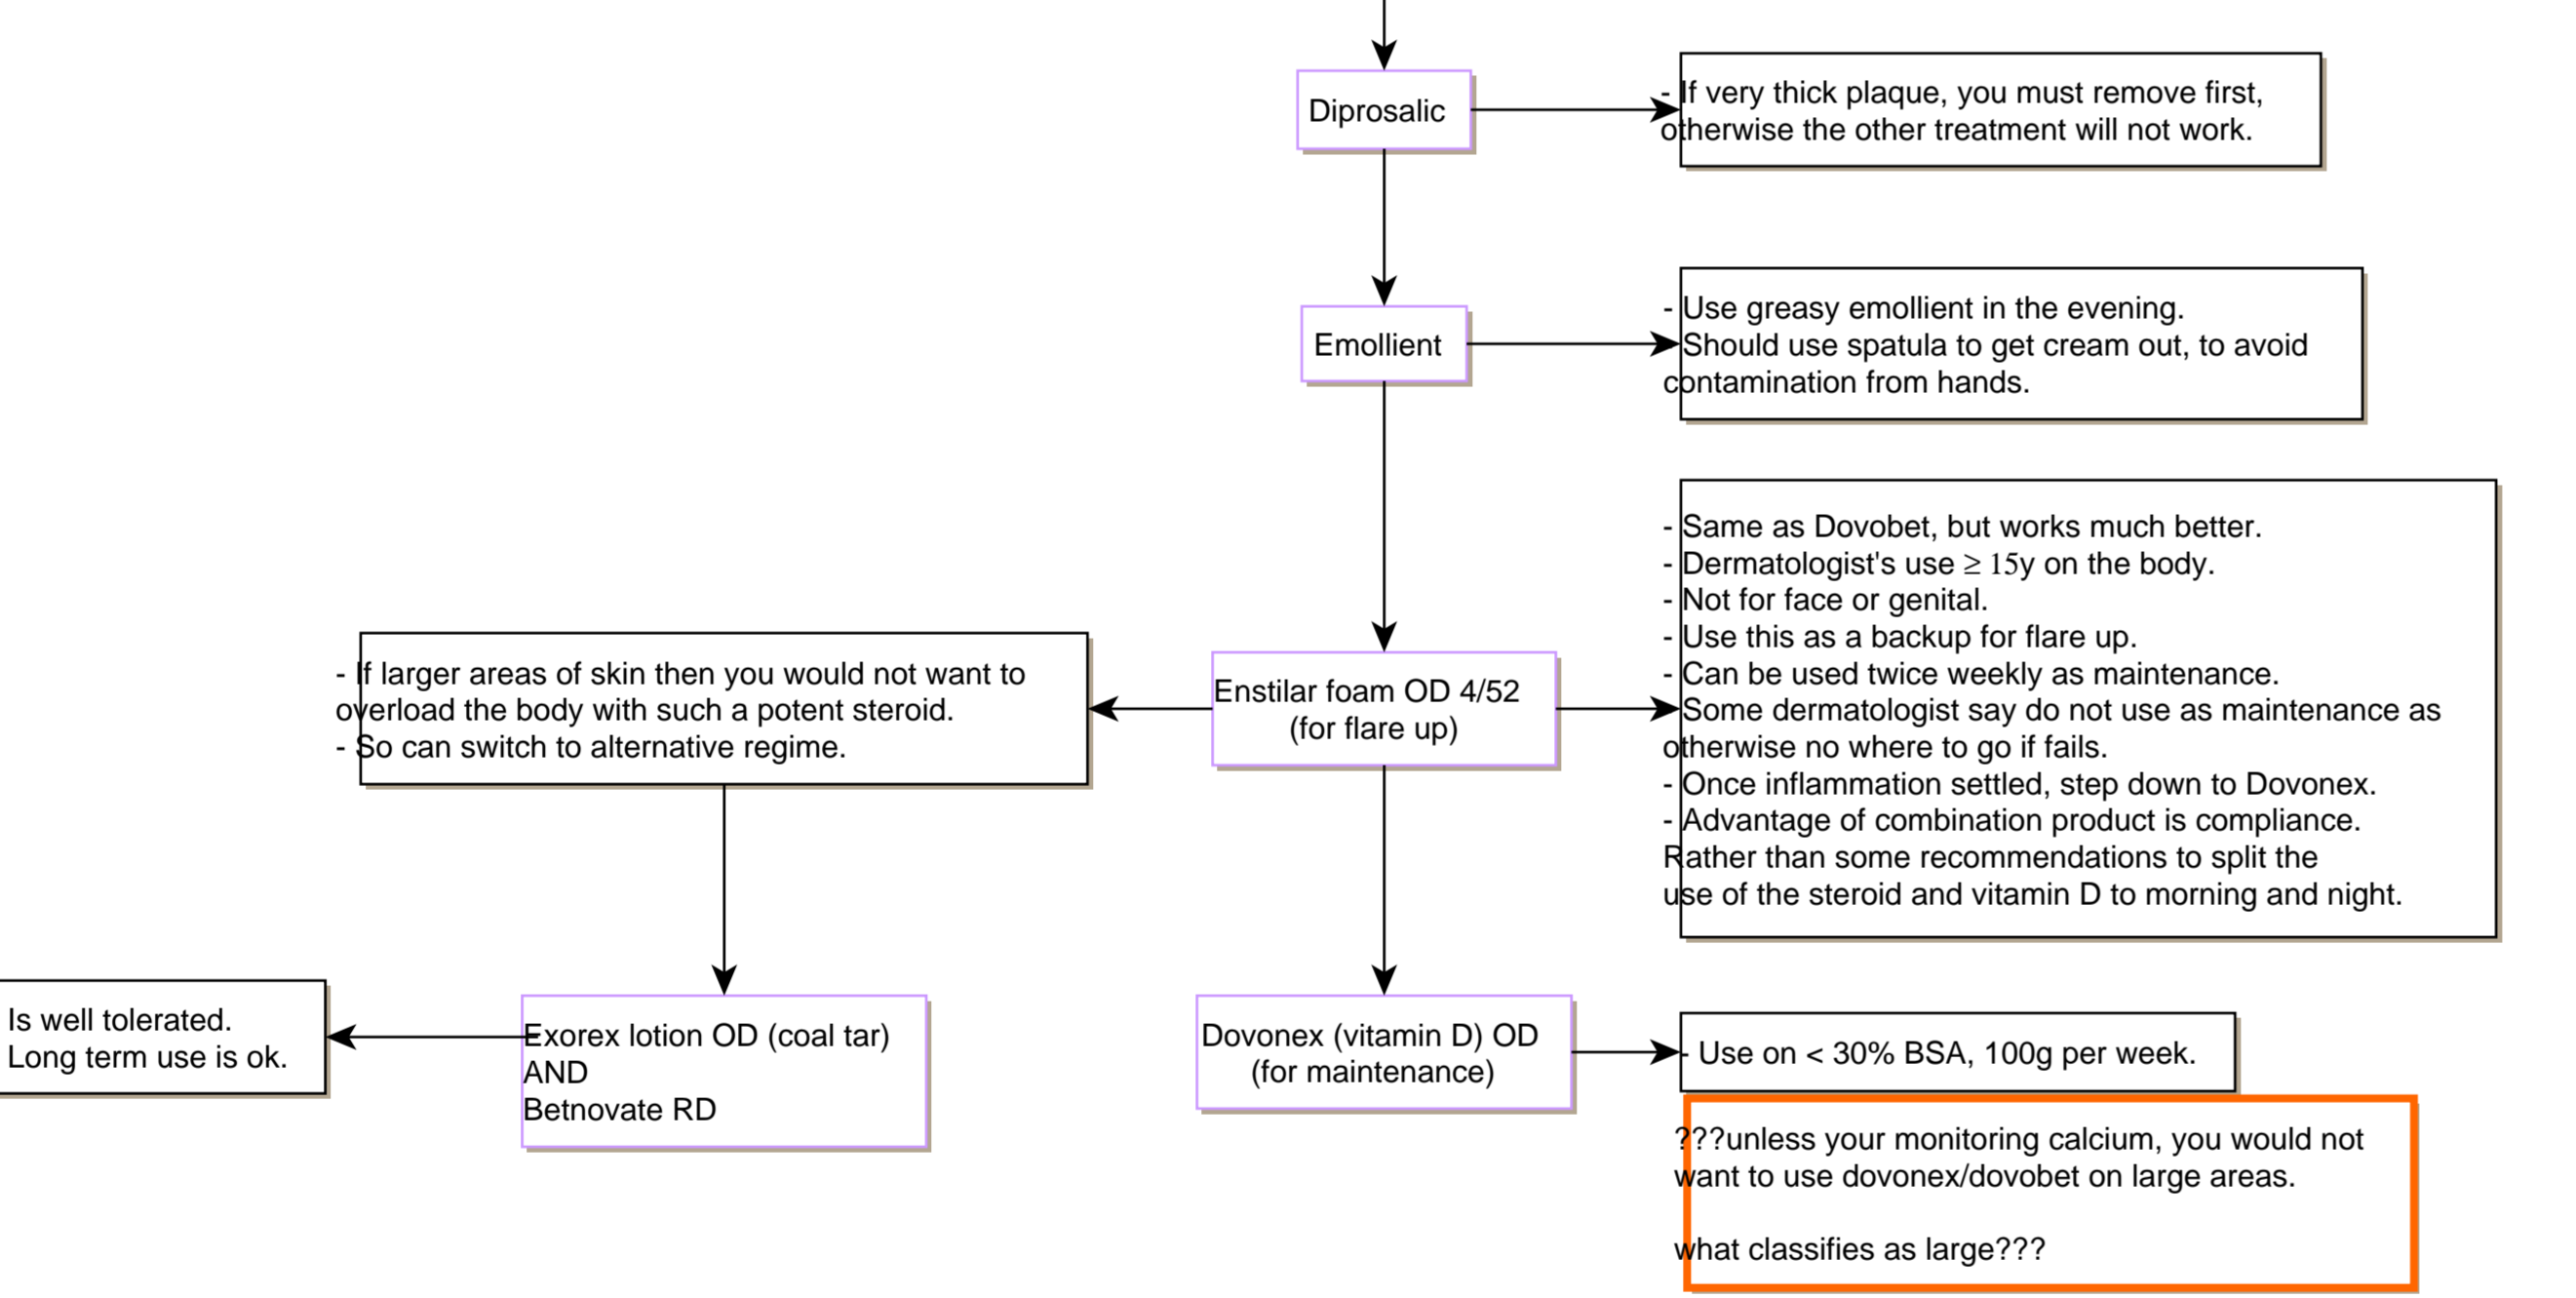 Diprosalic
- If very thick plaque, you must remove first,
otherwise the other treatment will not work.
Emollient
- Use greasy emollient in the evening.
Should use spatula to get cream out, to avoid
contamination from hands.
- If larger areas of skin then you would not want to
overload the body with such a potent steroid.
- So can switch to alternative regime.
Enstilar foam OD 4/52
(for flare up)
- Same as Dovobet, but works much better.
- Dermatologist's use ≥ 15y on the body.
- Not for face or genital.
- Use this as a backup for flare up.
- Can be used twice weekly as maintenance.
Some dermatologist say do not use as maintenance as
otherwise no where to go if fails.
- Once inflammation settled, step down to Dovonex.
- Advantage of combination product is compliance.
Rather than some recommendations to split the
use of the steroid and vitamin D to morning and night.
Is well tolerated.
Long term use is ok.
Exorex lotion OD (coal tar)
AND
Betnovate RD
Dovonex (vitamin D) OD
(for maintenance)
- Use on < 30% BSA, 100g per week.
???unless your monitoring calcium, you would not
want to use dovonex/dovobet on large areas.
what classifies as large???